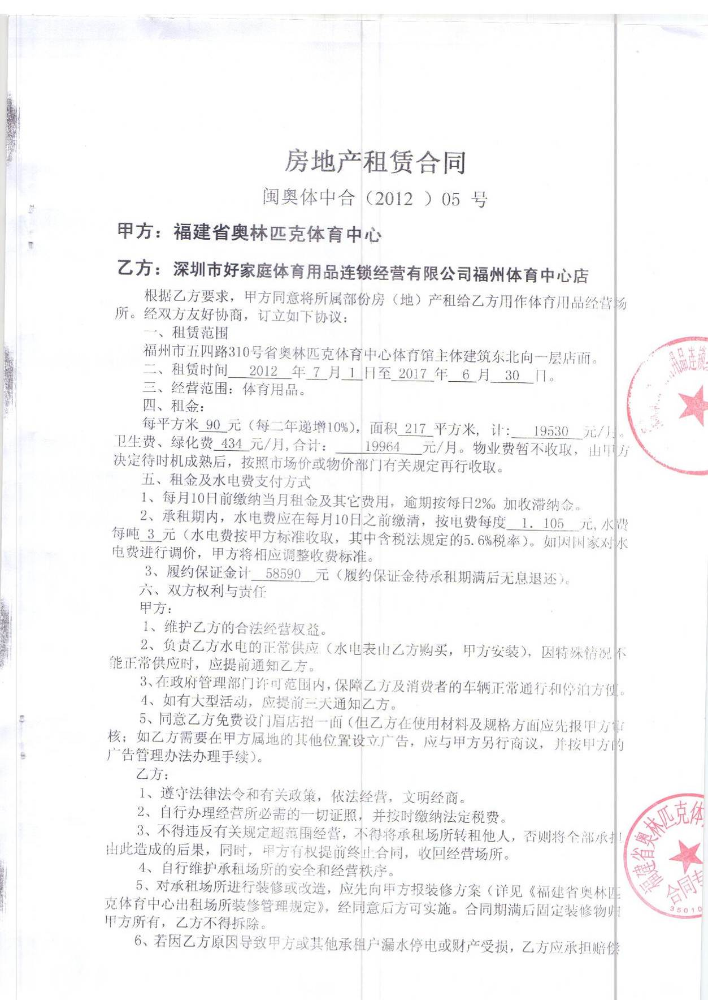 房地产租赁合同
闽奥体中合（2012 ）05 号
甲方：福建省奥林匹克体育中心
乙方：深圳市好家庭体育用品连锁经营有限公司福州体育中心店
根据乙方要求，甲方同意将所属部份房（地）产租给乙方用作体育用品经营场
所。经双方友好协商，订立如下协议：
一、租赁范围
福州市五四路310号省奥林匹克体育中心体育馆主体建筑东北向一层店面。
二、租赁时间 2012 年 7 月 1 日至 2017 年 6 月 30 日。
三、经营范围：体育用品。
四、租金：
每平方米 90 元（每二年递增10%），面积 217 平方米，计： 19530 元/月。
卫生费、绿化费 434 元/月,合计： 19964 元/月。物业费暂不收取，由甲方
决定待时机成熟后，按照市场价或物价部门有关规定再行收取。
五、租金及水电费支付方式
1、每月10日前缴纳当月租金及其它费用，逾期按每日2‰ 加收滞纳金。
2、承租期内，水电费应在每月10日之前缴清，按电费每度 1．105 元,水费
每吨 3 元（水电费按甲方标准收取，其中含税法规定的5.6%税率）。如因国家对水
电费进行调价，甲方将相应调整收费标准。
3、履约保证金计 58590 元（履约保证金待承租期满后无息退还）。
六、双方权利与责任
甲方：
1、维护乙方的合法经营权益。
2、负责乙方水电的正常供应（水电表由乙方购买，甲方安装），因特殊情况不
能正常供应时，应提前通知乙方。
3、在政府管理部门许可范围内，保障乙方及消费者的车辆正常通行和停泊方便。
4、如有大型活动，应提前三天通知乙方。
5、同意乙方免费设门眉店招一面（但乙方在使用材料及规格方面应先报甲方审
核；如乙方需要在甲方属地的其他位置设立广告，应与甲方另行商议，并按甲方的
广告管理办法办理手续）。
乙方：
1、遵守法律法令和有关政策，依法经营，文明经商。
2、自行办理经营所必需的一切证照，并按时缴纳法定税费。
3、不得违反有关规定超范围经营，不得将承租场所转租他人，否则将全部承担
由此造成的后果，同时，甲方有权提前终止合同，收回经营场所。
4、自行维护承租场所的安全和经营秩序。
5、对承租场所进行装修或改造，应先向甲方报装修方案（详见《福建省奥林匹
克体育中心出租场所装修管理规定》，经同意后方可实施。合同期满后固定装修物归
甲方所有，乙方不得拆除。
6、若因乙方原因导致甲方或其他承租户漏水停电或财产受损，乙方应承担赔偿
用品连锁
福建省奥林匹克体
合同专
35010